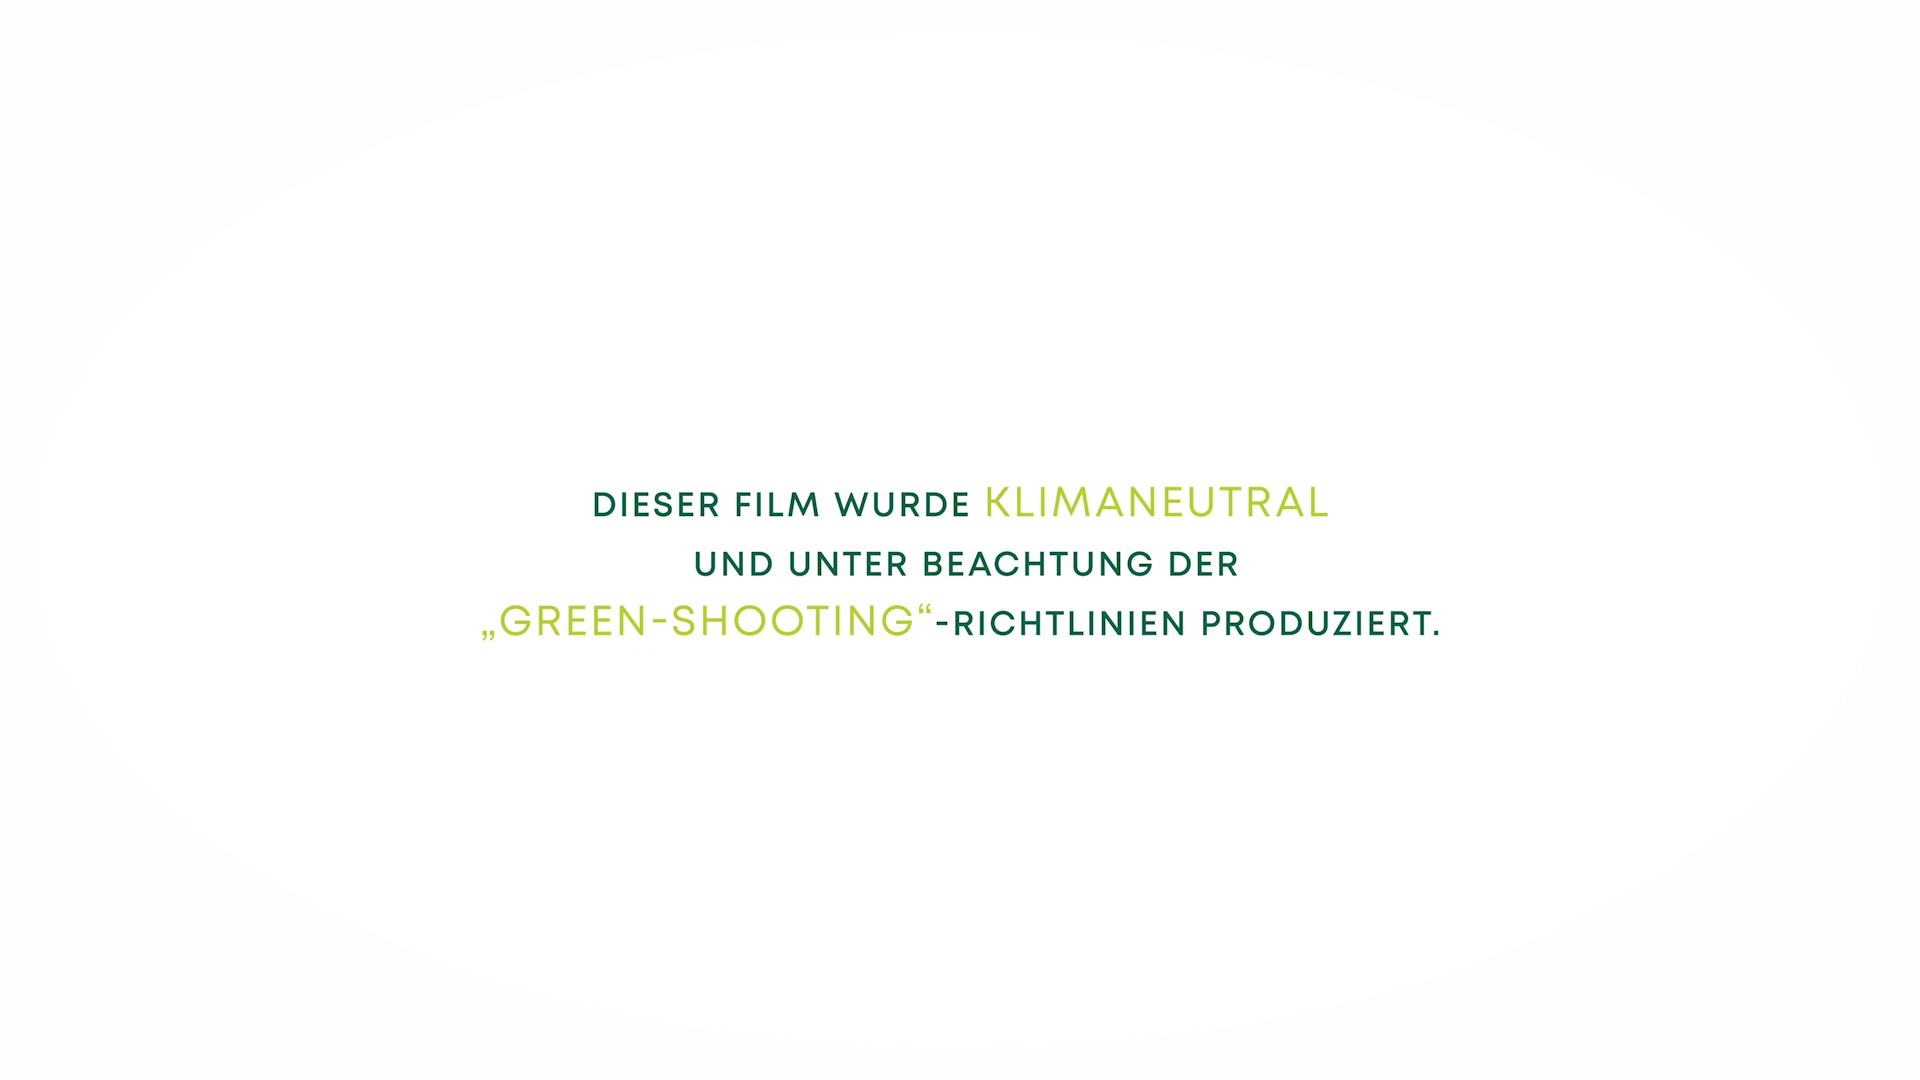 DIESER FILM WURDE KLIMANEUTRAL
UND UNTER BEACHTUNG DER
„GREEN-SHOOTING“-RICHTLINIEN PRODUZIERT.